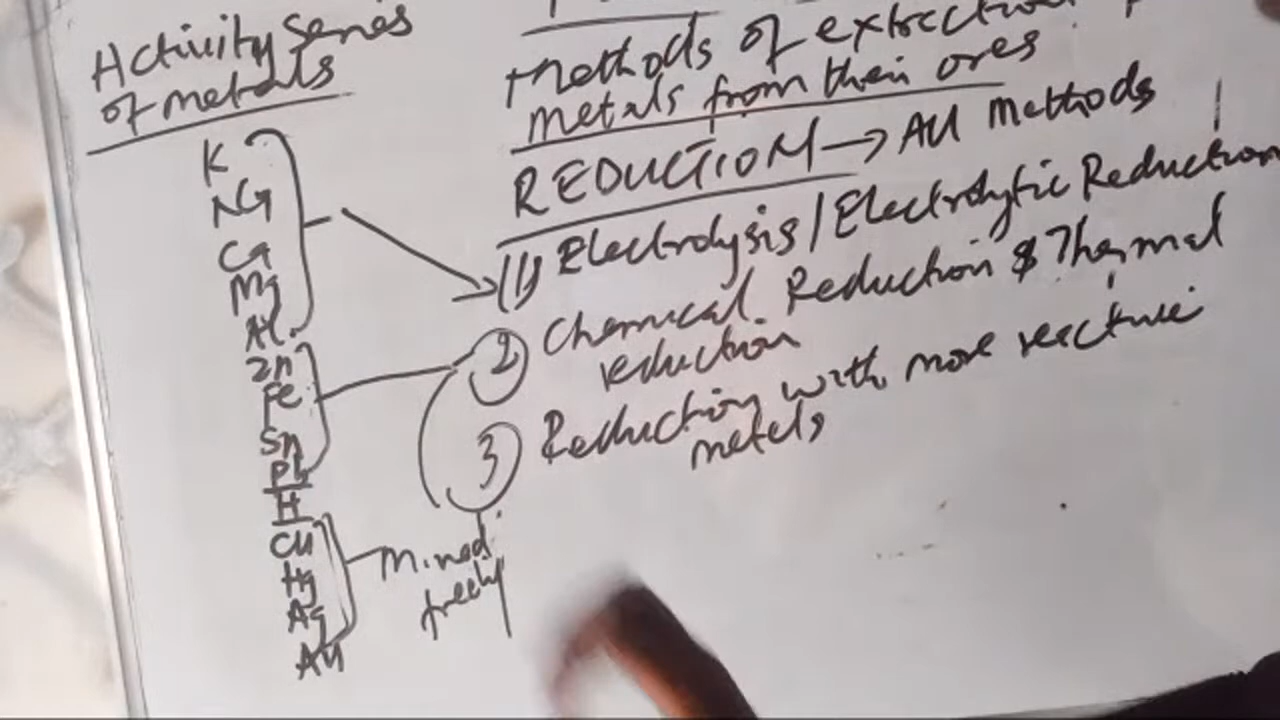 Activity Series
of metals
K
Na
Ca
Mg
Al
Zn
Fe
Sn
Pb
H
Cu
Hg
Ag
Au
Mined
freely
Methods of extraction
metals from their ores
REDUCTION → All Methods
(1) Electrolysis / Electrolytic Reduction
2 Chemical Reduction & Thermal
reduction
3 Reduction with more reactive
metals